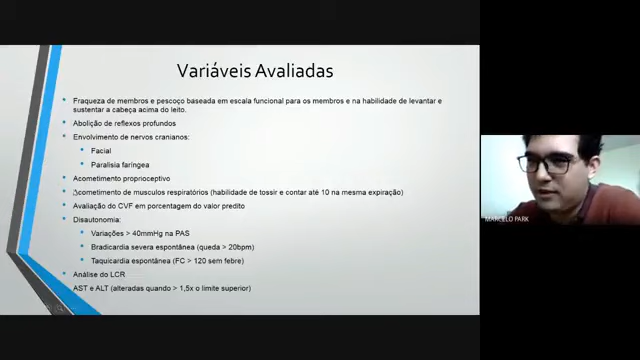 Variáveis Avaliadas
Fraqueza de membros e pescoço baseada em escala funcional para os membros e na habilidade de levantar e
sustentar a cabeça acima do leito.
Abolição de reflexos profundos
Envolvimento de nervos cranianos:
Facial
Paralisia faríngea
Acometimento proprioceptivo
Acometimento de musculos respiratórios (habilidade de tossir e contar até 10 na mesma expiração)
Avaliação do CVF em porcentagem do valor predito
Disautonomia:
Variações > 40mmHg na PAS
Bradicardia severa espontânea (queda > 20bpm)
Taquicardia espontânea (FC > 120 sem febre)
Análise do LCR
AST e ALT (alteradas quando > 1,5x o limite superior)
MARCELO PARK